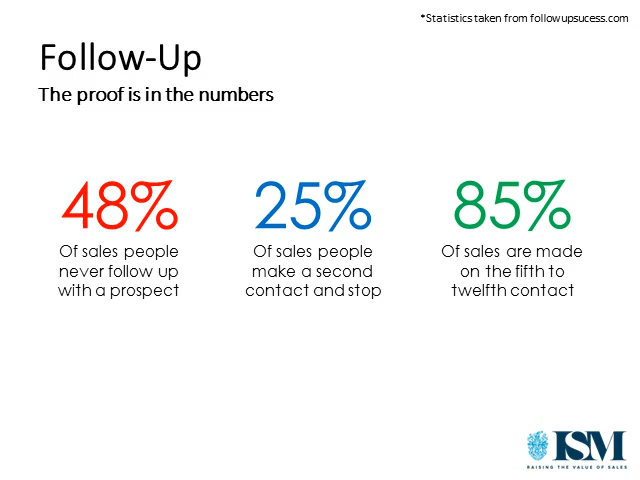 *Statistics taken from followupsucess.com
Follow-Up
The proof is in the numbers
48%
Of sales people
never follow up
with a prospect
25%
Of sales people
make a second
contact and stop
85%
Of sales are made
on the fifth to
twelfth contact
ISM
RAISING THE VALUE OF SALES